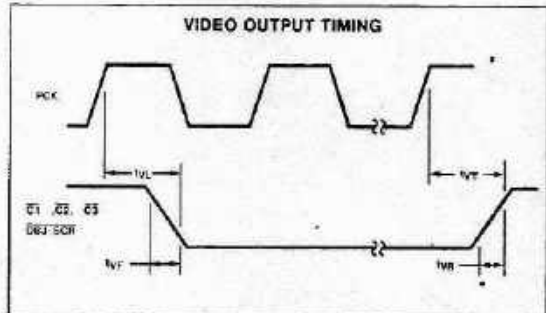 VIDEO OUTPUT TIMING
PCK
tVL
tVT
C1, C2, C3
OBJ SCR
tVF
tVR